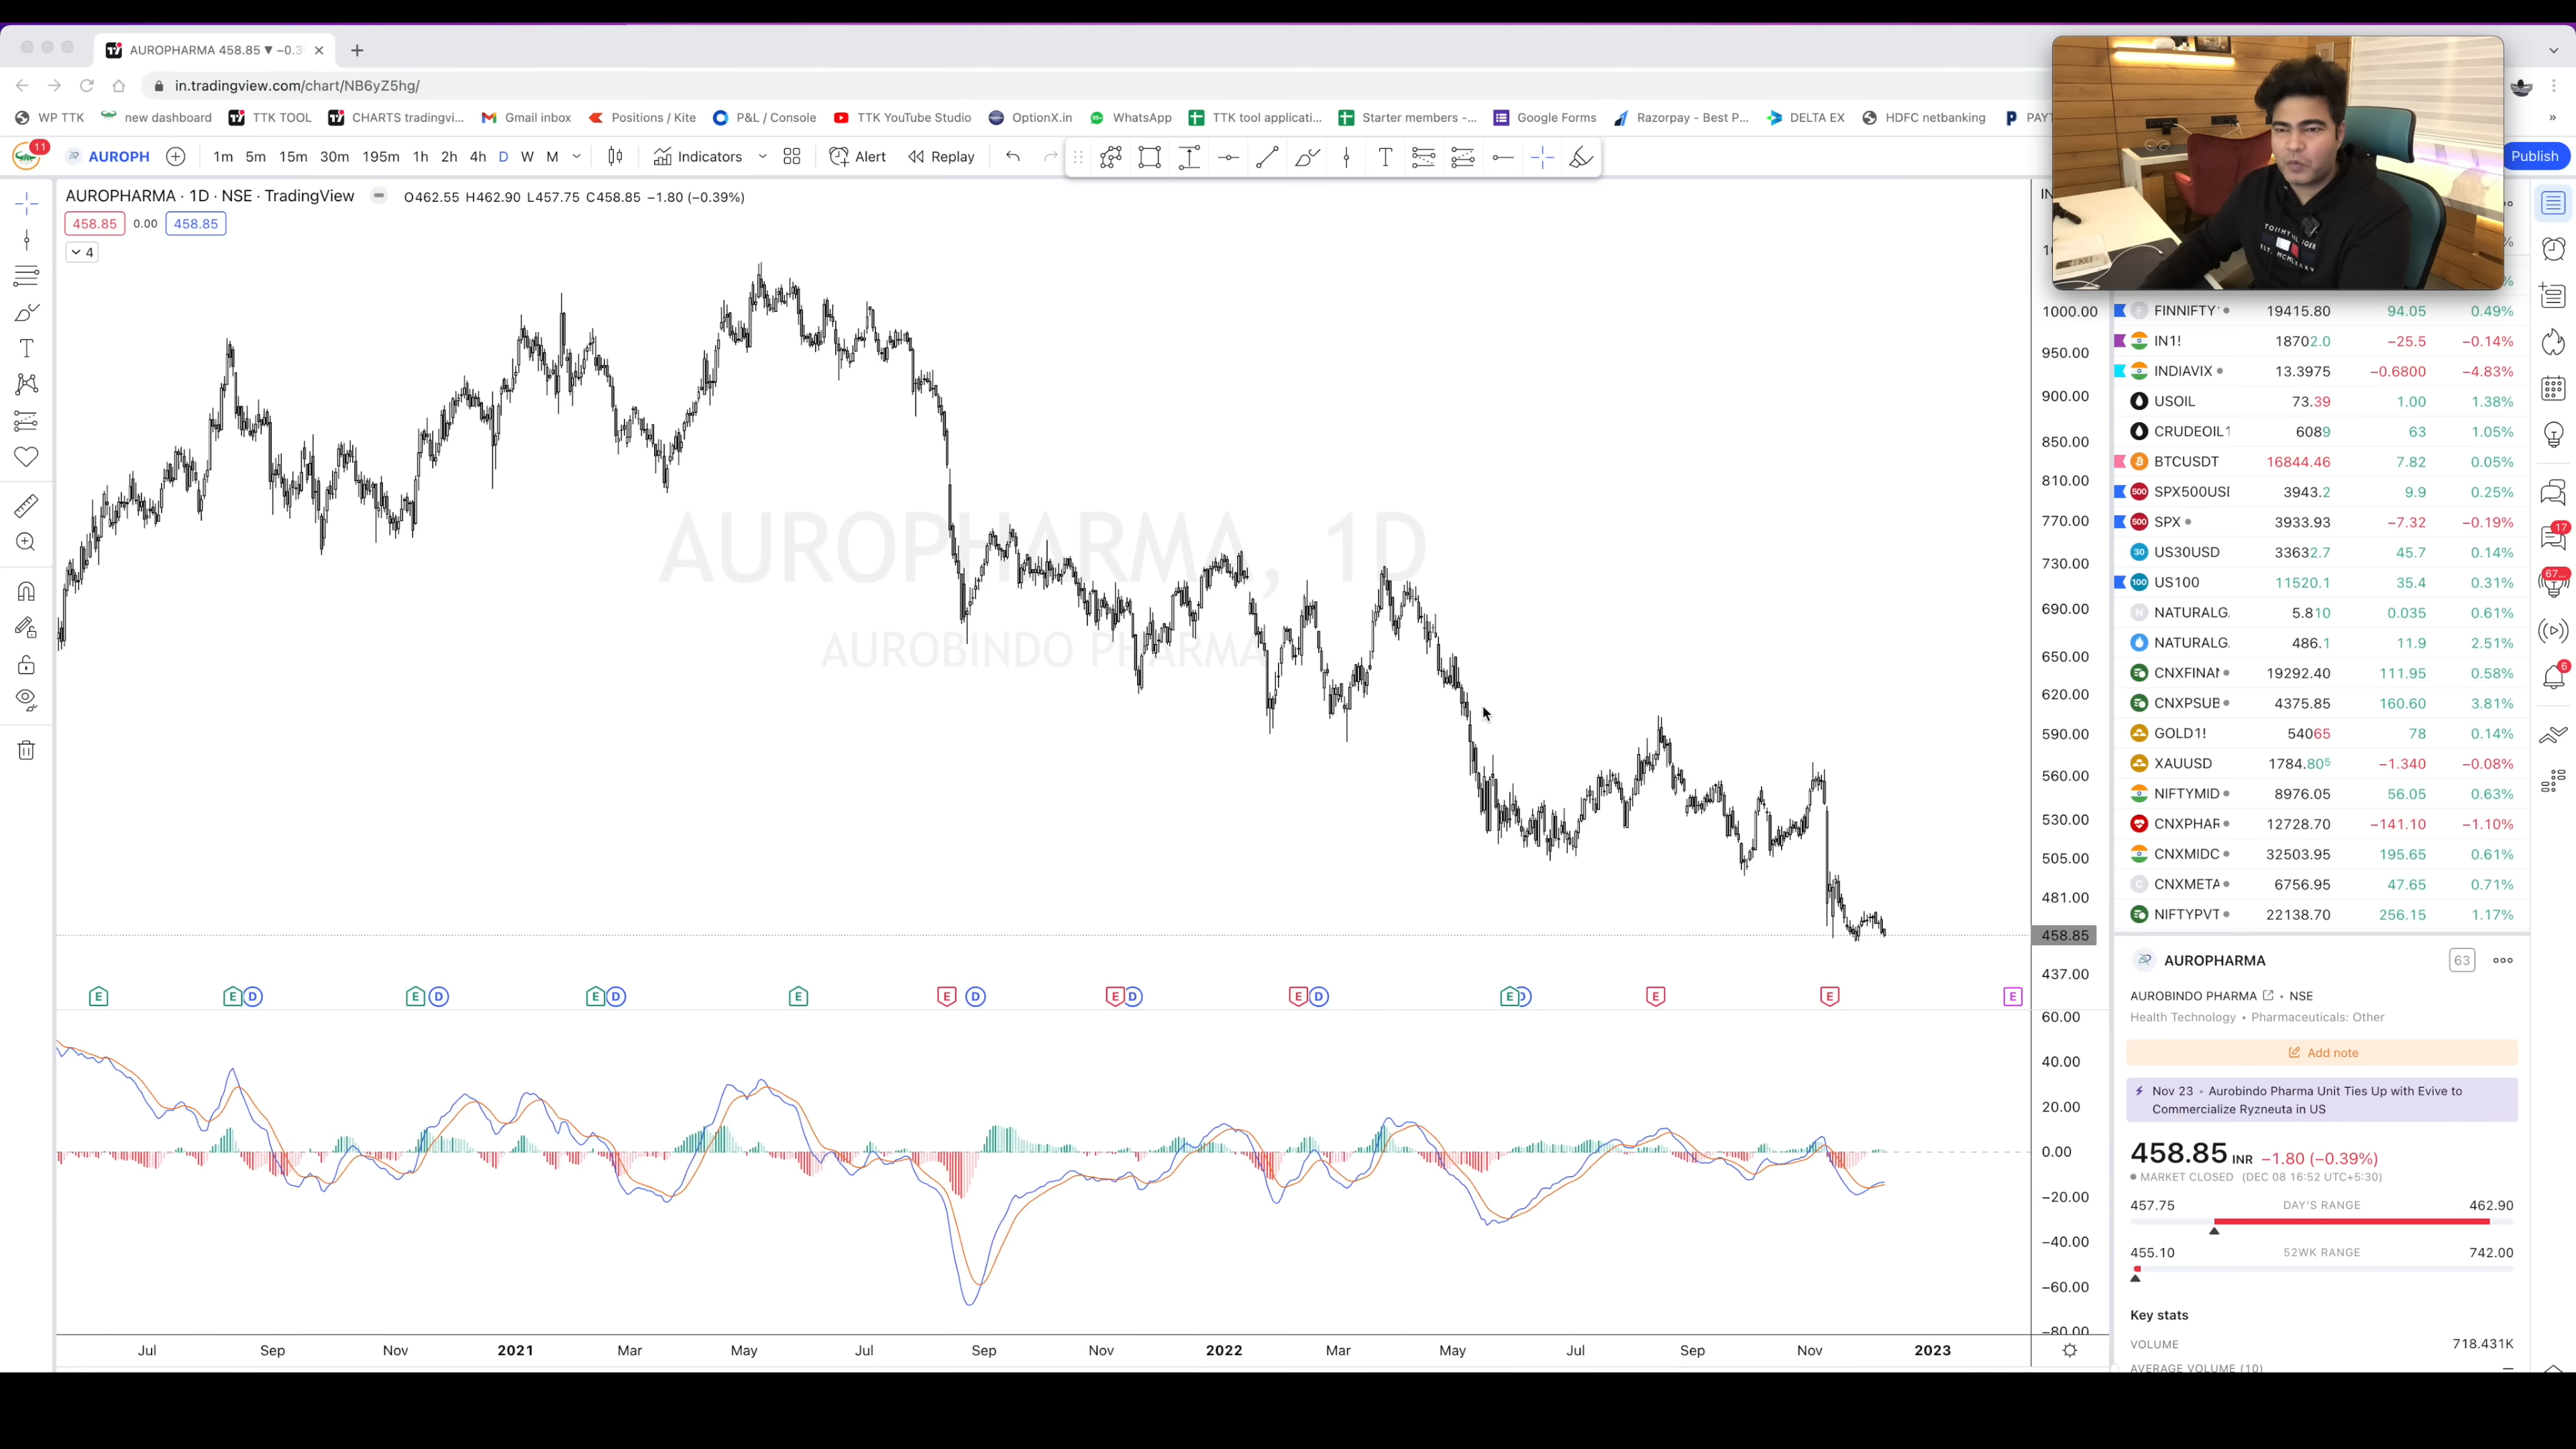 AUROPHARMA 458.85 ▼ −0.3
in.tradingview.com/chart/NB6yZ5hg/
WP TTK new dashboard TTK TOOL CHARTS tradingvi... Gmail inbox Positions / Kite P&L / Console TTK YouTube Studio OptionX.in WhatsApp TTK tool applicati... Starter members -... Google Forms Razorpay - Best P... DELTA EX HDFC netbanking PAYT »
11 AUROPH 1m 5m 15m 30m 195m 1h 2h 4h D W M Indicators Alert Replay Publish
AUROPHARMA · 1D · NSE · TradingView O462.55 H462.90 L457.75 C458.85 −1.80 (−0.39%)
458.85 0.00 458.85
4
AUROPHARMA, 1D
AUROBINDO PHARMA
1000.00
950.00
900.00
850.00
810.00
770.00
730.00
690.00
650.00
620.00
590.00
560.00
530.00
505.00
481.00
458.85
437.00
E E D E D E D E E D E D E D E D E E E
60.00
40.00
20.00
0.00
−20.00
−40.00
−60.00
−80.00
Jul Sep Nov 2021 Mar May Jul Sep Nov 2022 Mar May Jul Sep Nov 2023
FINNIFTY 19415.80 94.05 0.49%
IN1! 18702.0 −25.5 −0.14%
INDIAVIX 13.3975 −0.6800 −4.83%
USOIL 73.39 1.00 1.38%
CRUDEOIL1 6089 63 1.05%
BTCUSDT 16844.46 7.82 0.05%
SPX500USD 3943.2 9.9 0.25%
SPX 3933.93 −7.32 −0.19%
US30USD 33632.7 45.7 0.14%
US100 11520.1 35.4 0.31%
NATURALG 5.810 0.035 0.61%
NATURALG 486.1 11.9 2.51%
CNXFINAN 19292.40 111.95 0.58%
CNXPSUB 4375.85 160.60 3.81%
GOLD1! 54065 78 0.14%
XAUUSD 1784.805 −1.340 −0.08%
NIFTYMID 8976.05 56.05 0.63%
CNXPHAR 12728.70 −141.10 −1.10%
CNXMIDC 32503.95 195.65 0.61%
CNXMETA 6756.95 47.65 0.71%
NIFTYPVT 22138.70 256.15 1.17%
AUROPHARMA 63
AUROBINDO PHARMA • NSE
Health Technology • Pharmaceuticals: Other
Add note
Nov 23 • Aurobindo Pharma Unit Ties Up with Evive to
Commercialize Ryzneuta in US
458.85 INR −1.80 (−0.39%)
MARKET CLOSED (DEC 08 16:52 UTC+5:30)
457.75 DAY'S RANGE 462.90
455.10 52WK RANGE 742.00
Key stats
VOLUME 718.431K
AVERAGE VOLUME (10) —
17
67...
6